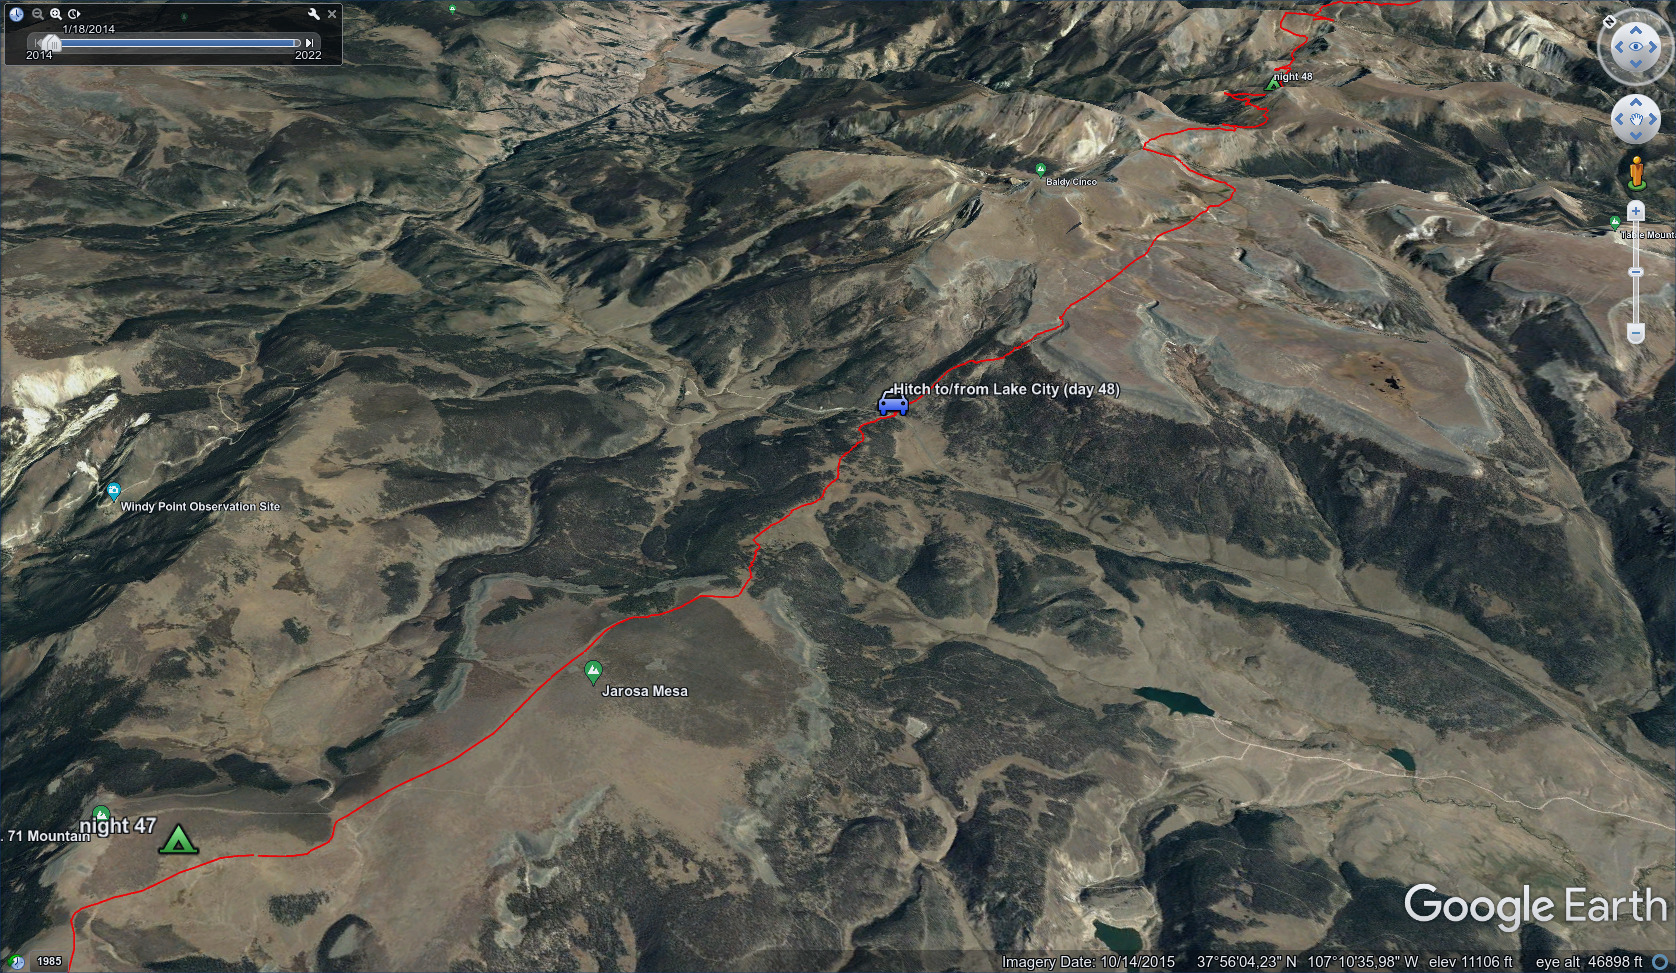 1/18/2014
2014
2022
night 48
Baldy Cinco
Table Mount
Hitch to/from Lake City (day 48)
Windy Point Observation Site
Jarosa Mesa
night 47
. 71 Mountain
Google Earth
1985
Imagery Date: 10/14/2015 37°56'04,23" N 107°10'35,98" W elev 11106 ft eye alt 46898 ft